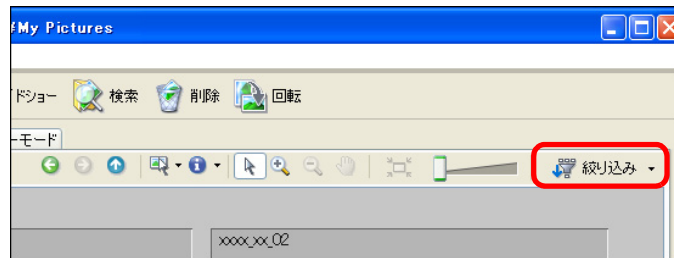 ¥My Pictures
ドショー 検索 削除 回転
ーモード
絞り込み
xxxx_xx_02